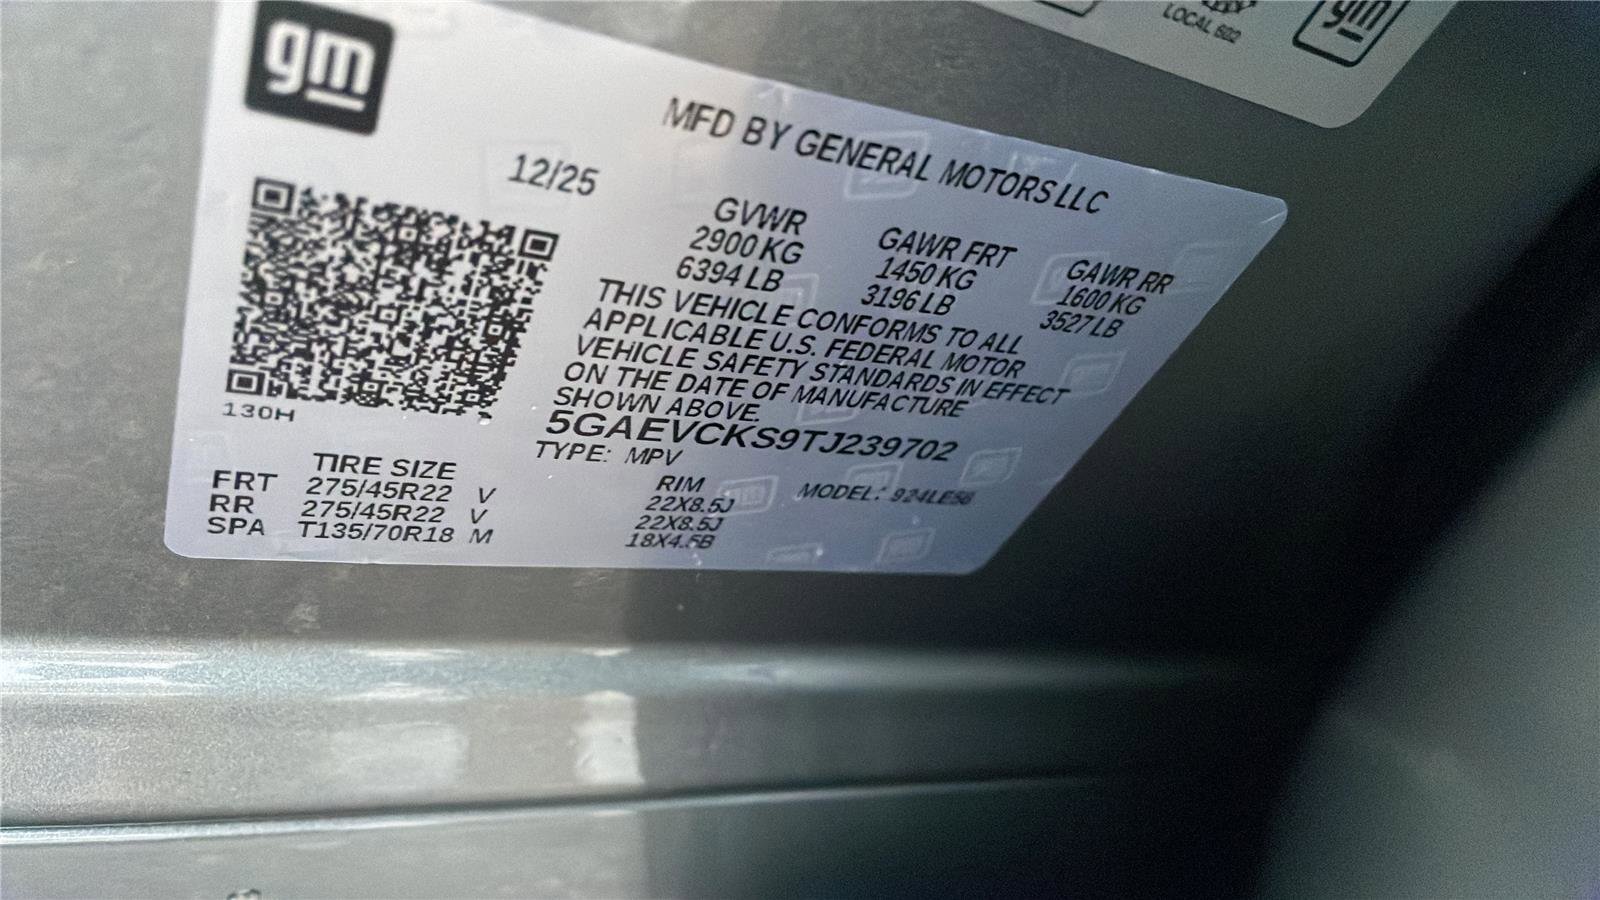 gm
LOCAL 602
gm
MFD BY GENERAL MOTORS LLC
12/25
GVWR GAWR FRT GAWR RR
2900 KG 1450 KG 1600 KG
6394 LB 3196 LB 3527 LB
THIS VEHICLE CONFORMS TO ALL
APPLICABLE U.S. FEDERAL MOTOR
VEHICLE SAFETY STANDARDS IN EFFECT
ON THE DATE OF MANUFACTURE
SHOWN ABOVE.
130H
5GAEVCKS9TJ239702
TYPE: MPV MODEL:
TIRE SIZE RIM
FRT 275/45R22 V 22X8.5J
RR 275/45R22 V 22X8.5J
SPA T135/70R18 M 18X4.5B